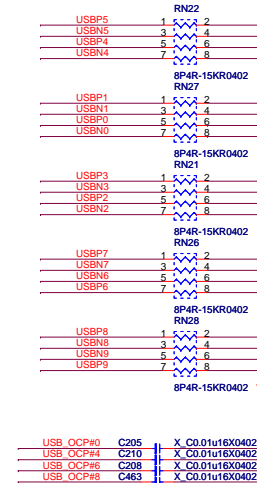 RN22
USBP5 1 2
USBN5 3 4
USBP4 5 6
USBN4 7 8
8P4R-15KR0402
RN27
USBP1 1 2
USBN1 3 4
USBP0 5 6
USBN0 7 8
8P4R-15KR0402
RN21
USBP3 1 2
USBN3 3 4
USBP2 5 6
USBN2 7 8
8P4R-15KR0402
RN26
USBP7 1 2
USBN7 3 4
USBN6 5 6
USBP6 7 8
8P4R-15KR0402
RN28
USBP8 1 2
USBN8 3 4
USBN9 5 6
USBP9 7 8
8P4R-15KR0402
USB_OCP#0 C205 X_C0.01u16X0402
USB_OCP#4 C210 X_C0.01u16X0402
USB_OCP#6 C208 X_C0.01u16X0402
USB_OCP#8 C463 X_C0.01u16X0402